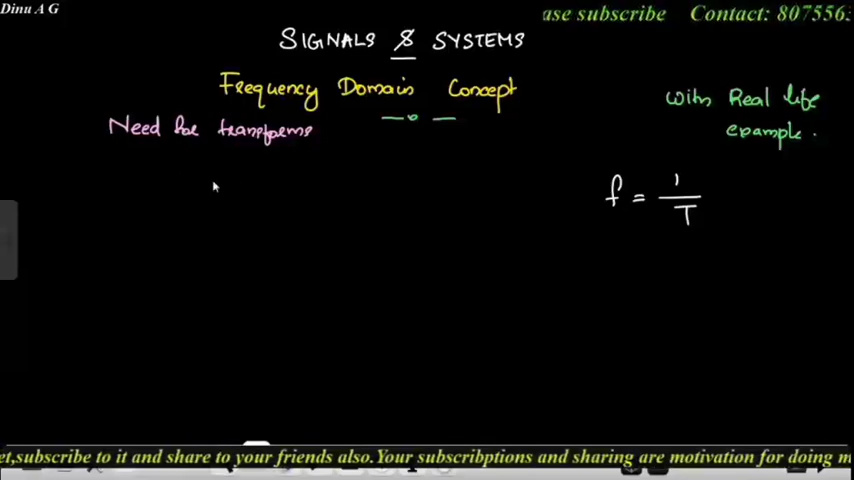 Dinu A G
ase subscribe Contact: 807556
SIGNALS & SYSTEMS
Frequency Domain Concept
With Real life
example.
Need for transforms
f = 1/T
et,subscribe to it and share to your friends also.Your subscribptions and sharing are motivation for doing m